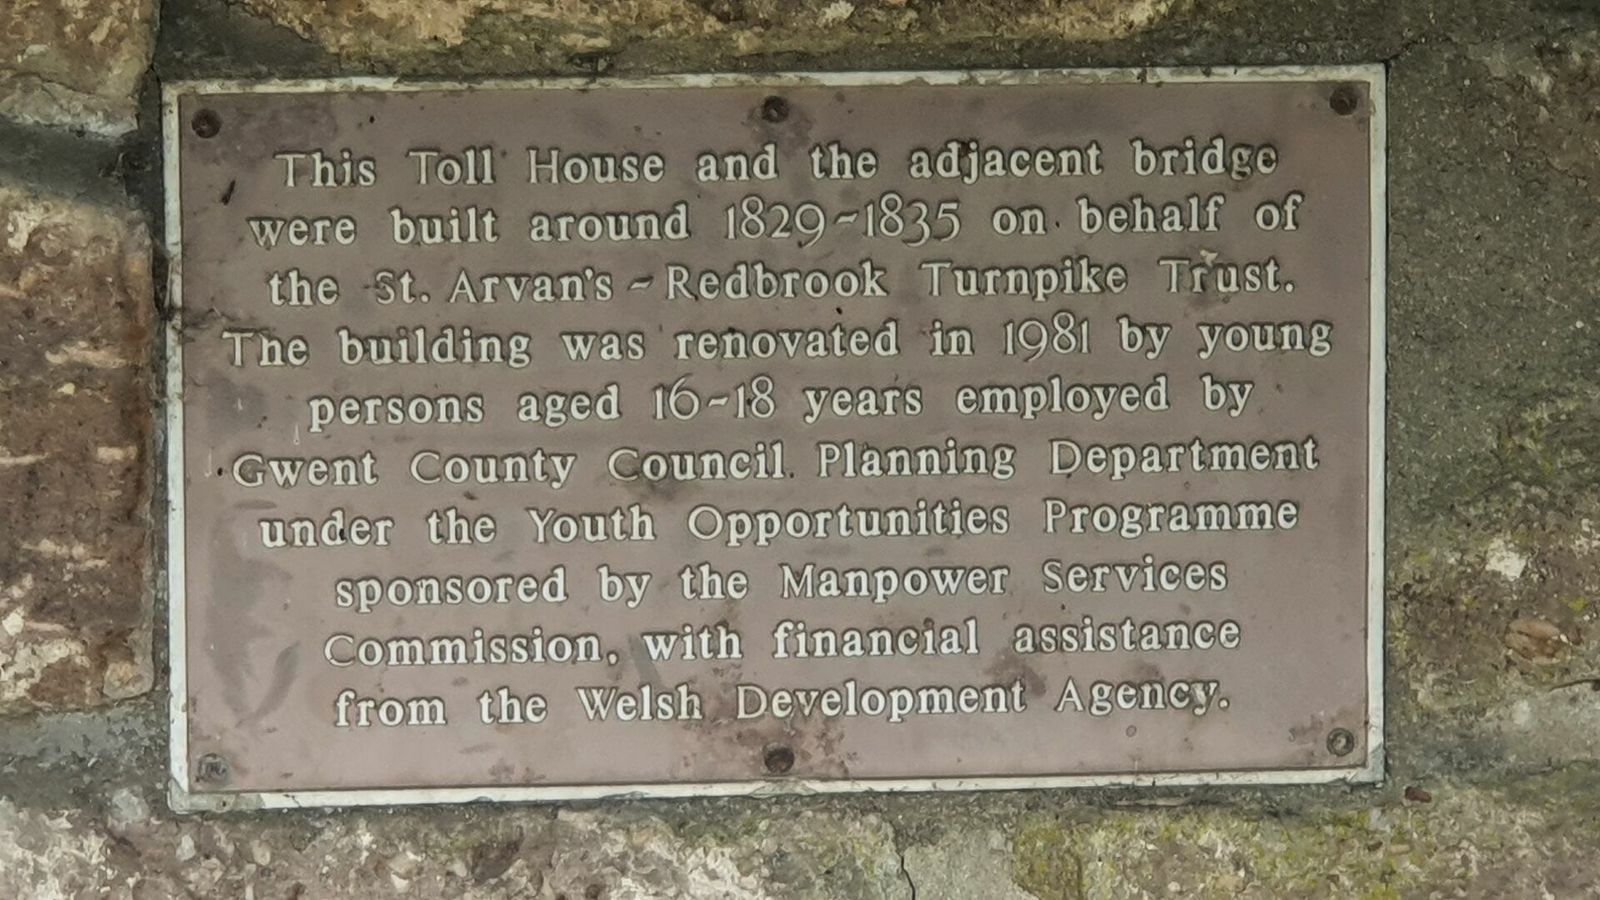 This Toll House and the adjacent bridge
were built around 1829~1835 on behalf of
the St. Arvan's ~ Redbrook Turnpike Trust.
The building was renovated in 1981 by young
persons aged 16~18 years employed by
Gwent County Council Planning Department
under the Youth Opportunities Programme
sponsored by the Manpower Services
Commission, with financial assistance
from the Welsh Development Agency.